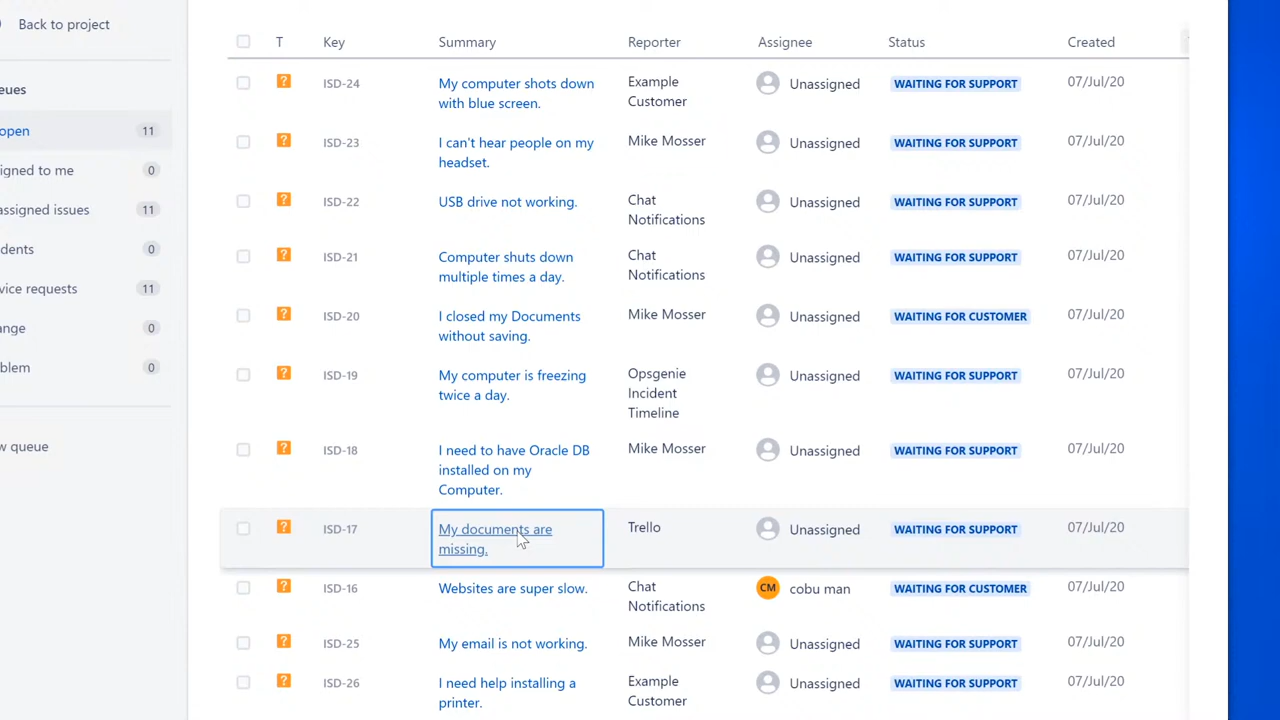 Back to project
T Key Summary Reporter Assignee Status Created
ISD-24 My computer shots down with blue screen. Example Customer Unassigned WAITING FOR SUPPORT 07/Jul/20
eues
ISD-23 I can't hear people on my headset. Mike Mosser Unassigned WAITING FOR SUPPORT 07/Jul/20
open 11
igned to me 0
ISD-22 USB drive not working. Chat Notifications Unassigned WAITING FOR SUPPORT 07/Jul/20
assigned issues 11
ISD-21 Computer shuts down multiple times a day. Chat Notifications Unassigned WAITING FOR SUPPORT 07/Jul/20
dents 0
vice requests 11
ISD-20 I closed my Documents without saving. Mike Mosser Unassigned WAITING FOR CUSTOMER 07/Jul/20
ange 0
ISD-19 My computer is freezing twice a day. Opsgenie Incident Timeline Unassigned WAITING FOR SUPPORT 07/Jul/20
blem 0
w queue
ISD-18 I need to have Oracle DB installed on my Computer. Mike Mosser Unassigned WAITING FOR SUPPORT 07/Jul/20
ISD-17 My documents are missing. Trello Unassigned WAITING FOR SUPPORT 07/Jul/20
ISD-16 Websites are super slow. Chat Notifications CM cobu man WAITING FOR CUSTOMER 07/Jul/20
ISD-25 My email is not working. Mike Mosser Unassigned WAITING FOR SUPPORT 07/Jul/20
ISD-26 I need help installing a printer. Example Customer Unassigned WAITING FOR SUPPORT 07/Jul/20